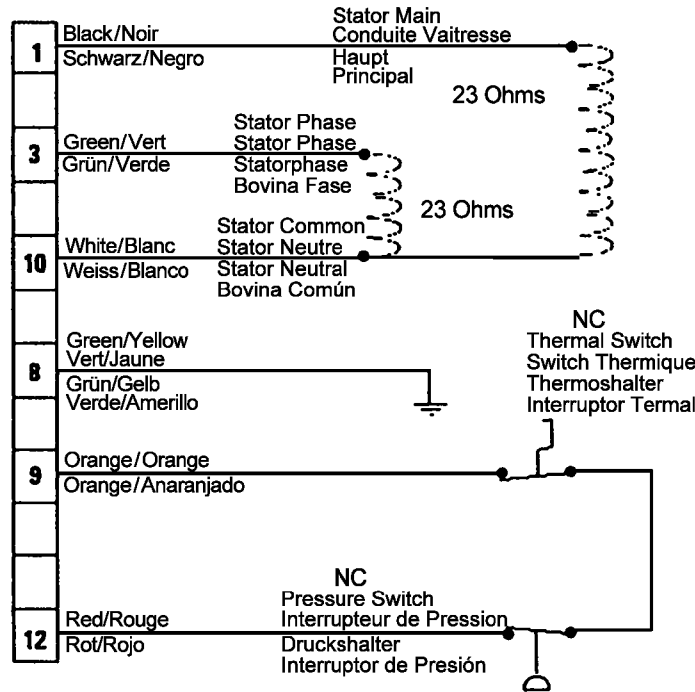 Stator Main
Black/Noir Conduite Vaitresse
1
Schwarz/Negro Haupt
Principal
23 Ohms
Stator Phase
Green/Vert Stator Phase
3
Grün/Verde Statorphase
Bovina Fase
23 Ohms
Stator Common
White/Blanc Stator Neutre
10
Weiss/Blanco Stator Neutral
Bovina Común
NC
Green/Yellow Thermal Switch
Vert/Jaune Switch Thermique
8
Grün/Gelb Thermoshalter
Verde/Amerillo Interruptor Termal
Orange/Orange
9
Orange/Anaranjado
NC
Pressure Switch
Red/Rouge Interrupteur de Pression
12
Rot/Rojo Druckshalter
Interruptor de Presión